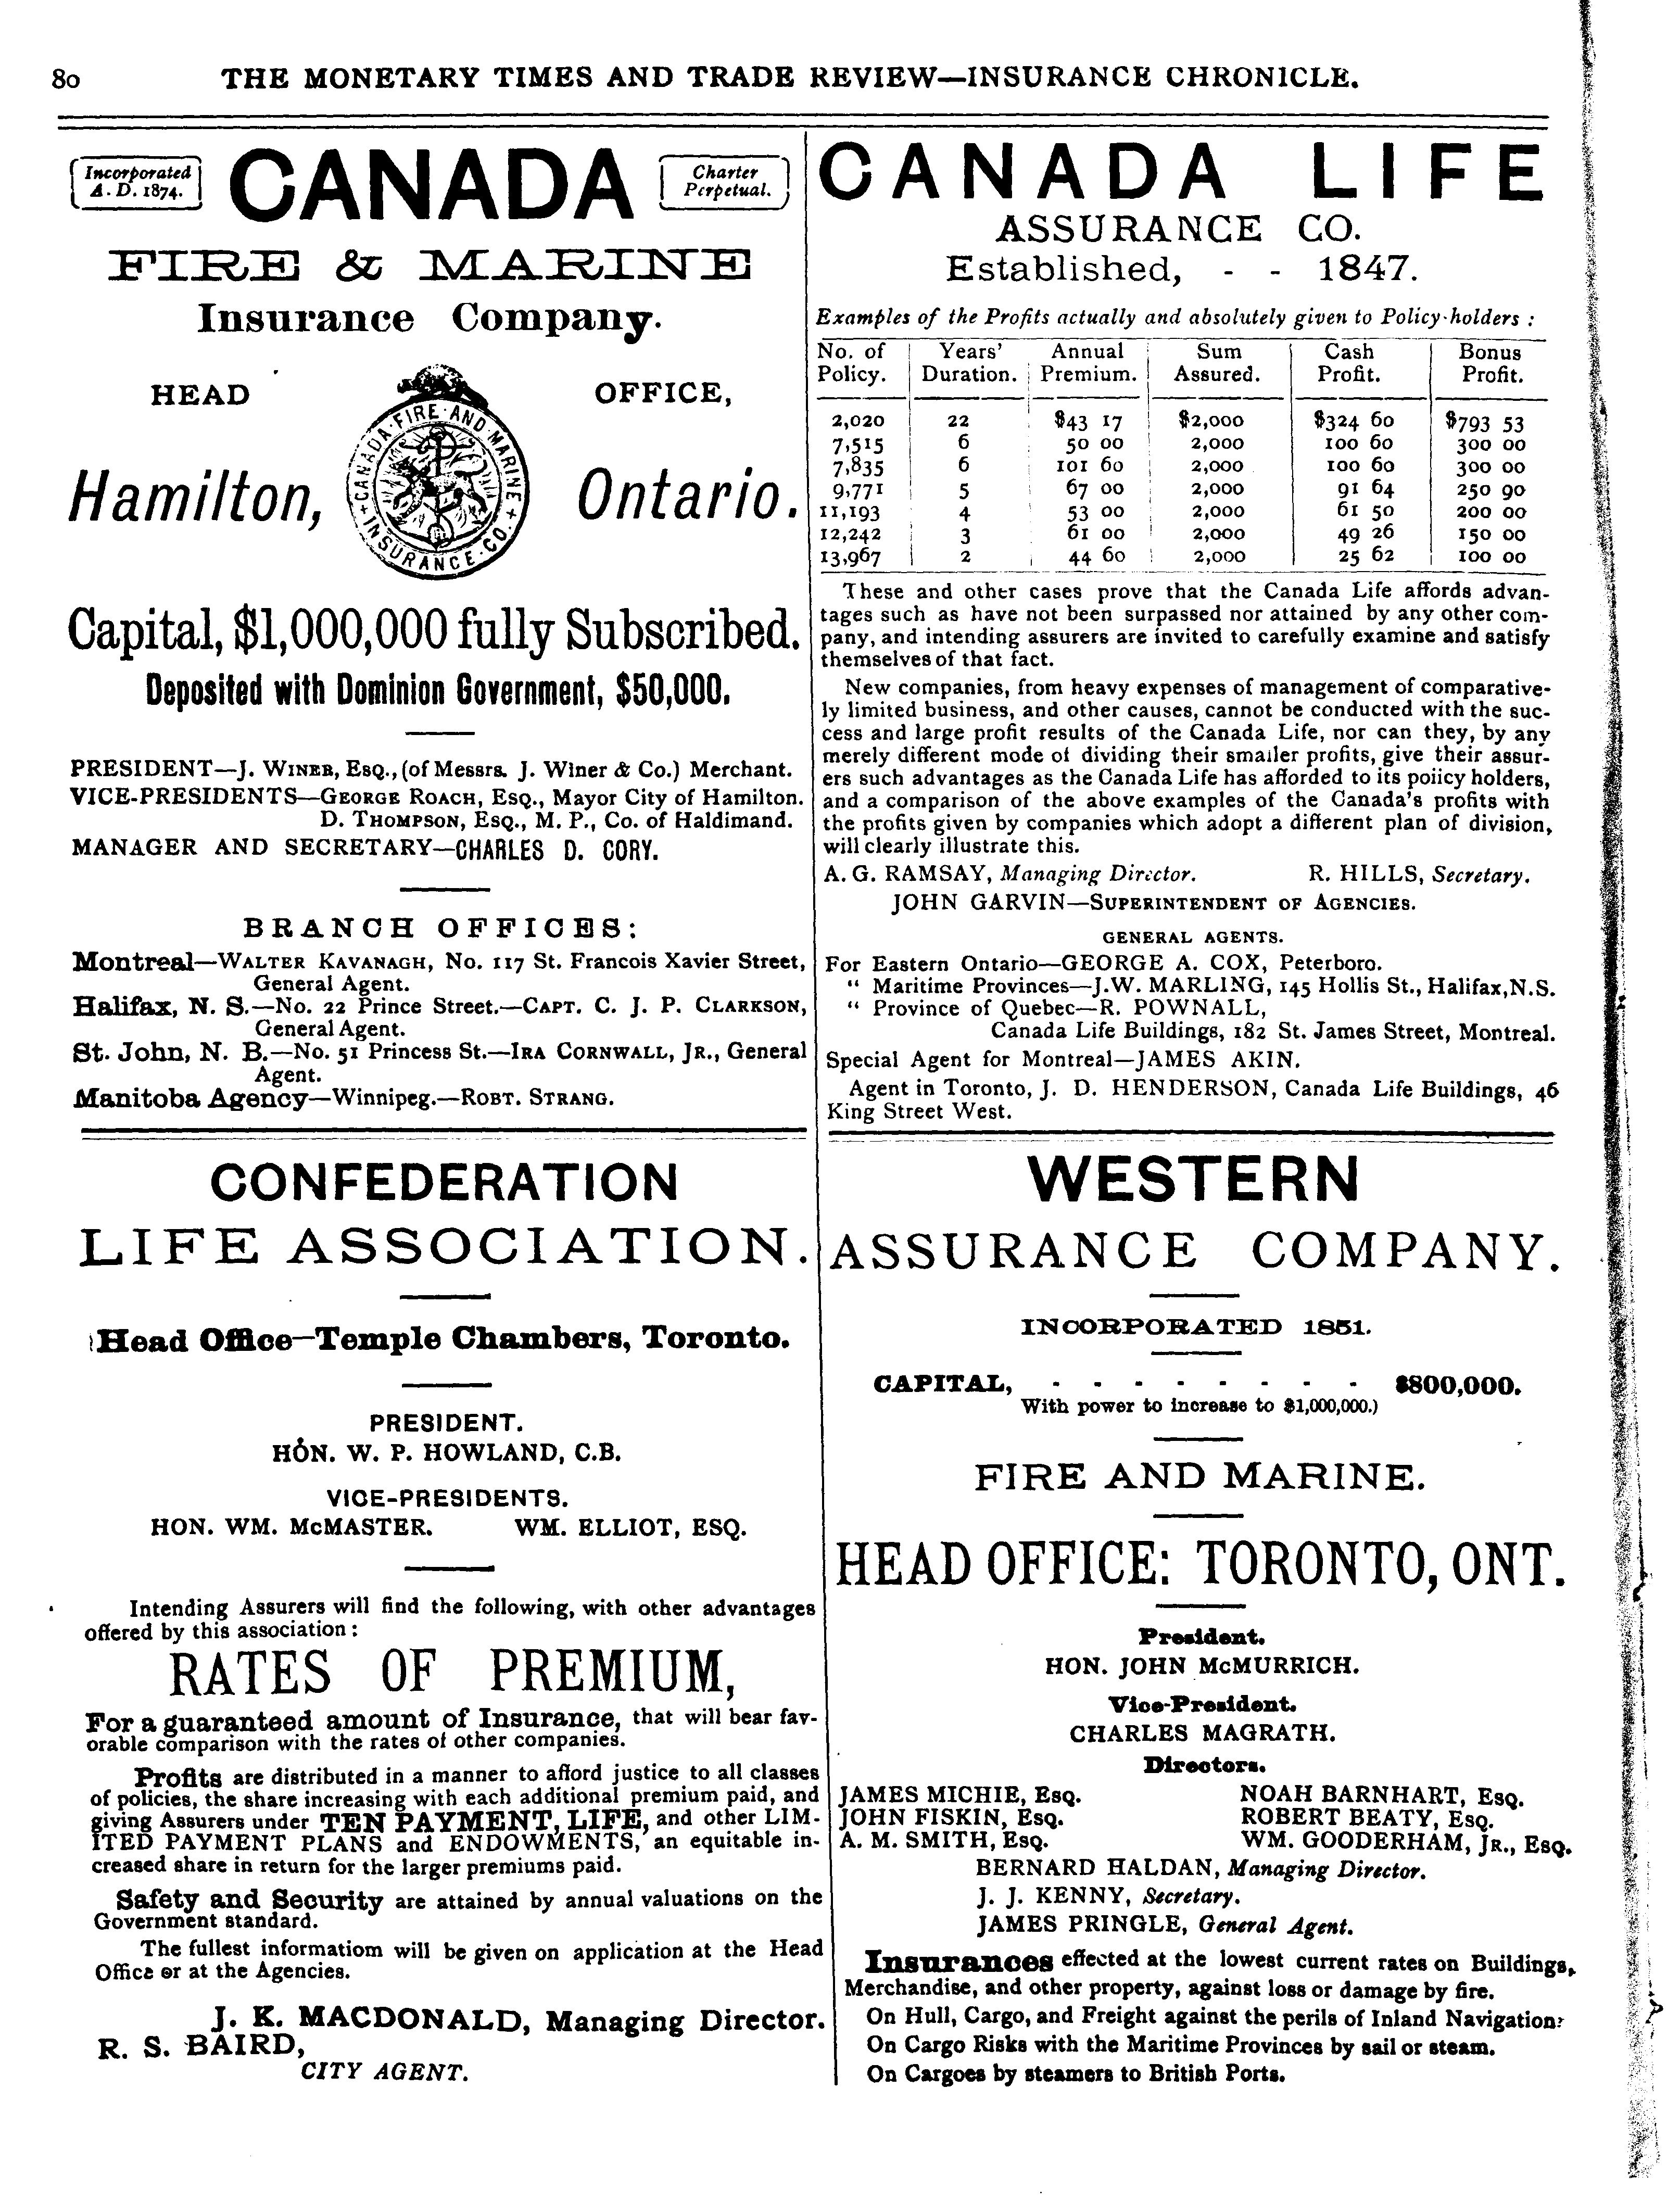 80 THE MONETARY TIMES AND TRADE REVIEW—INSURANCE CHRONICLE.
Incorporated
A. D. 1874.
CANADA
Charter
Perpetual.
FIRE & MARINE
Insurance Company.
HEAD OFFICE,
CANADA FIRE AND MARINE
INSURANCE CO.
Hamilton, Ontario.
Capital, $1,000,000 fully Subscribed.
Deposited with Dominion Government, $50,000.
PRESIDENT—J. WINER, ESQ., (of Messrs. J. Winer & Co.) Merchant.
VICE-PRESIDENTS—GEORGE ROACH, ESQ., Mayor City of Hamilton.
D. THOMPSON, ESQ., M. P., Co. of Haldimand.
MANAGER AND SECRETARY—CHARLES D. CORY.
BRANCH OFFICES:
Montreal—WALTER KAVANAGH, No. 117 St. Francois Xavier Street,
General Agent.
Halifax, N. S.—No. 22 Prince Street.—CAPT. C. J. P. CLARKSON,
General Agent.
St. John, N. B.—No. 51 Princess St.—IRA CORNWALL, JR., General
Agent.
Manitoba Agency—Winnipeg.—ROBT. STRANG.
CANADA LIFE
ASSURANCE CO.
Established, - - 1847.
Examples of the Profits actually and absolutely given to Policy-holders :
No. of Years' Annual Sum Cash Bonus
Policy. Duration. Premium. Assured. Profit. Profit.
2,020 22 $43 17 $2,000 $324 60 $793 53
7,515 6 50 00 2,000 100 60 300 00
7,835 6 101 60 2,000 100 60 300 00
9,771 5 67 00 2,000 91 64 250 90
11,193 4 53 00 2,000 61 50 200 00
12,242 3 61 00 2,000 49 26 150 00
13,967 2 44 60 2,000 25 62 100 00
These and other cases prove that the Canada Life affords advan-
tages such as have not been surpassed nor attained by any other com-
pany, and intending assurers are invited to carefully examine and satisfy
themselves of that fact.
New companies, from heavy expenses of management of comparative-
ly limited business, and other causes, cannot be conducted with the suc-
cess and large profit results of the Canada Life, nor can they, by any
merely different mode of dividing their smaller profits, give their assur-
ers such advantages as the Canada Life has afforded to its policy holders,
and a comparison of the above examples of the Canada's profits with
the profits given by companies which adopt a different plan of division,
will clearly illustrate this.
A. G. RAMSAY, Managing Director. R. HILLS, Secretary.
JOHN GARVIN—SUPERINTENDENT OF AGENCIES.
GENERAL AGENTS.
For Eastern Ontario—GEORGE A. COX, Peterboro.
" Maritime Provinces—J.W. MARLING, 145 Hollis St., Halifax, N.S.
" Province of Quebec—R. POWNALL,
Canada Life Buildings, 182 St. James Street, Montreal.
Special Agent for Montreal—JAMES AKIN.
Agent in Toronto, J. D. HENDERSON, Canada Life Buildings, 46
King Street West.
CONFEDERATION
LIFE ASSOCIATION.
Head Office—Temple Chambers, Toronto.
PRESIDENT.
HON. W. P. HOWLAND, C.B.
VICE-PRESIDENTS.
HON. WM. McMASTER. WM. ELLIOT, ESQ.
Intending Assurers will find the following, with other advantages
offered by this association :
RATES OF PREMIUM,
For a guaranteed amount of Insurance, that will bear fav-
orable comparison with the rates of other companies.
Profits are distributed in a manner to afford justice to all classes
of policies, the share increasing with each additional premium paid, and
giving Assurers under TEN PAYMENT, LIFE, and other LIM-
ITED PAYMENT PLANS and ENDOWMENTS, an equitable in-
creased share in return for the larger premiums paid.
Safety and Security are attained by annual valuations on the
Government standard.
The fullest informatiom will be given on application at the Head
Office or at the Agencies.
J. K. MACDONALD, Managing Director.
R. S. BAIRD,
CITY AGENT.
WESTERN
ASSURANCE COMPANY.
INCORPORATED 1851.
CAPITAL, - - - - - - - - $800,000.
With power to increase to $1,000,000.)
FIRE AND MARINE.
HEAD OFFICE: TORONTO, ONT.
President.
HON. JOHN McMURRICH.
Vice-President.
CHARLES MAGRATH.
Directors.
JAMES MICHIE, Esq. NOAH BARNHART, Esq.
JOHN FISKIN, Esq. ROBERT BEATY, Esq.
A. M. SMITH, Esq. WM. GOODERHAM, JR., Esq.
BERNARD HALDAN, Managing Director.
J. J. KENNY, Secretary.
JAMES PRINGLE, General Agent.
Insurances effected at the lowest current rates on Buildings,
Merchandise, and other property, against loss or damage by fire.
On Hull, Cargo, and Freight against the perils of Inland Navigation.
On Cargo Risks with the Maritime Provinces by sail or steam.
On Cargoes by steamers to British Ports.